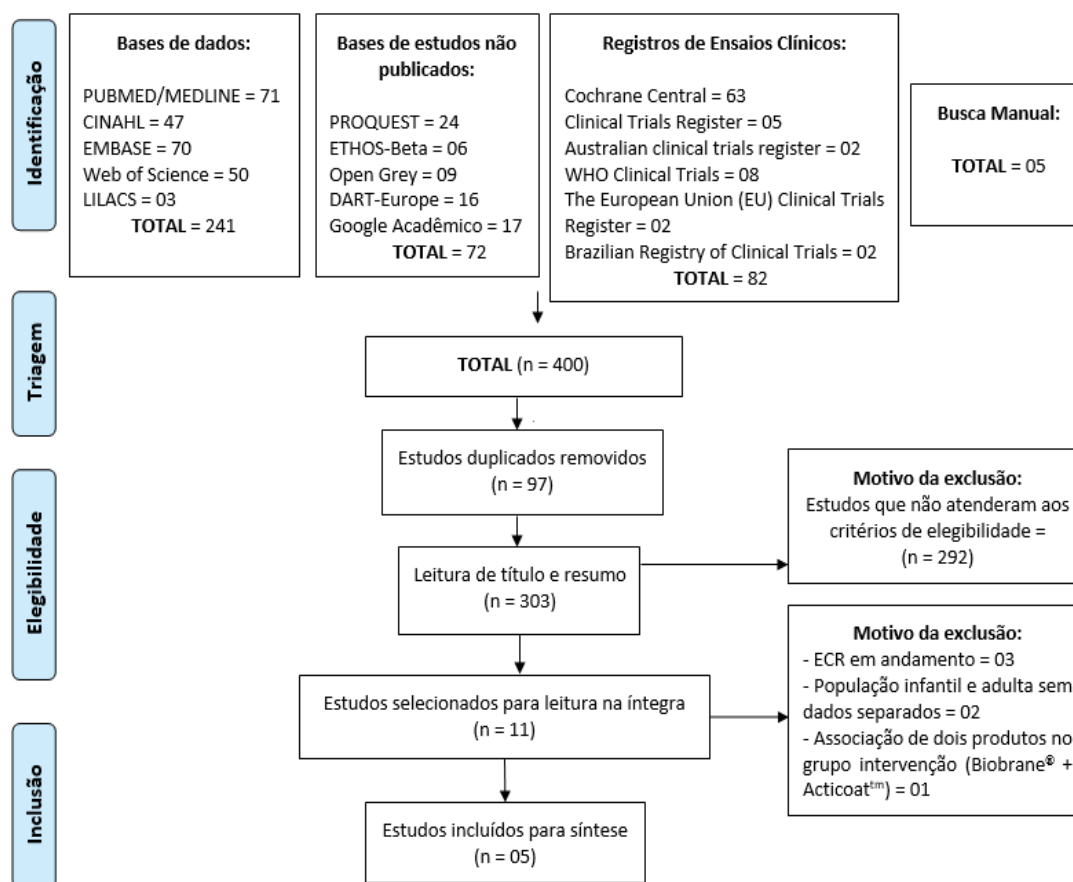 Identificação
Bases de dados:
PUBMED/MEDLINE = 71
CINAHL = 47
EMBASE = 70
Web of Science = 50
LILACS = 03
TOTAL = 241
Bases de estudos não
publicados:
PROQUEST = 24
ETHOS-Beta = 06
Open Grey = 09
DART-Europe = 16
Google Acadêmico = 17
TOTAL = 72
Registros de Ensaios Clínicos:
Cochrane Central = 63
Clinical Trials Register = 05
Australian clinical trials register = 02
WHO Clinical Trials = 08
The European Union (EU) Clinical Trials
Register = 02
Brazilian Registry of Clinical Trials = 02
TOTAL = 82
Busca Manual:
TOTAL = 05
Triagem
TOTAL (n = 400)
Estudos duplicados removidos
(n = 97)
Elegibilidade
Leitura de título e resumo
(n = 303)
Motivo da exclusão:
Estudos que não atenderam aos
critérios de elegibilidade =
(n = 292)
Estudos selecionados para leitura na íntegra
(n = 11)
Motivo da exclusão:
- ECR em andamento = 03
- População infantil e adulta sem
dados separados = 02
- Associação de dois produtos no
grupo intervenção (Biobrane® +
Acticoat™) = 01
Inclusão
Estudos incluídos para síntese
(n = 05)